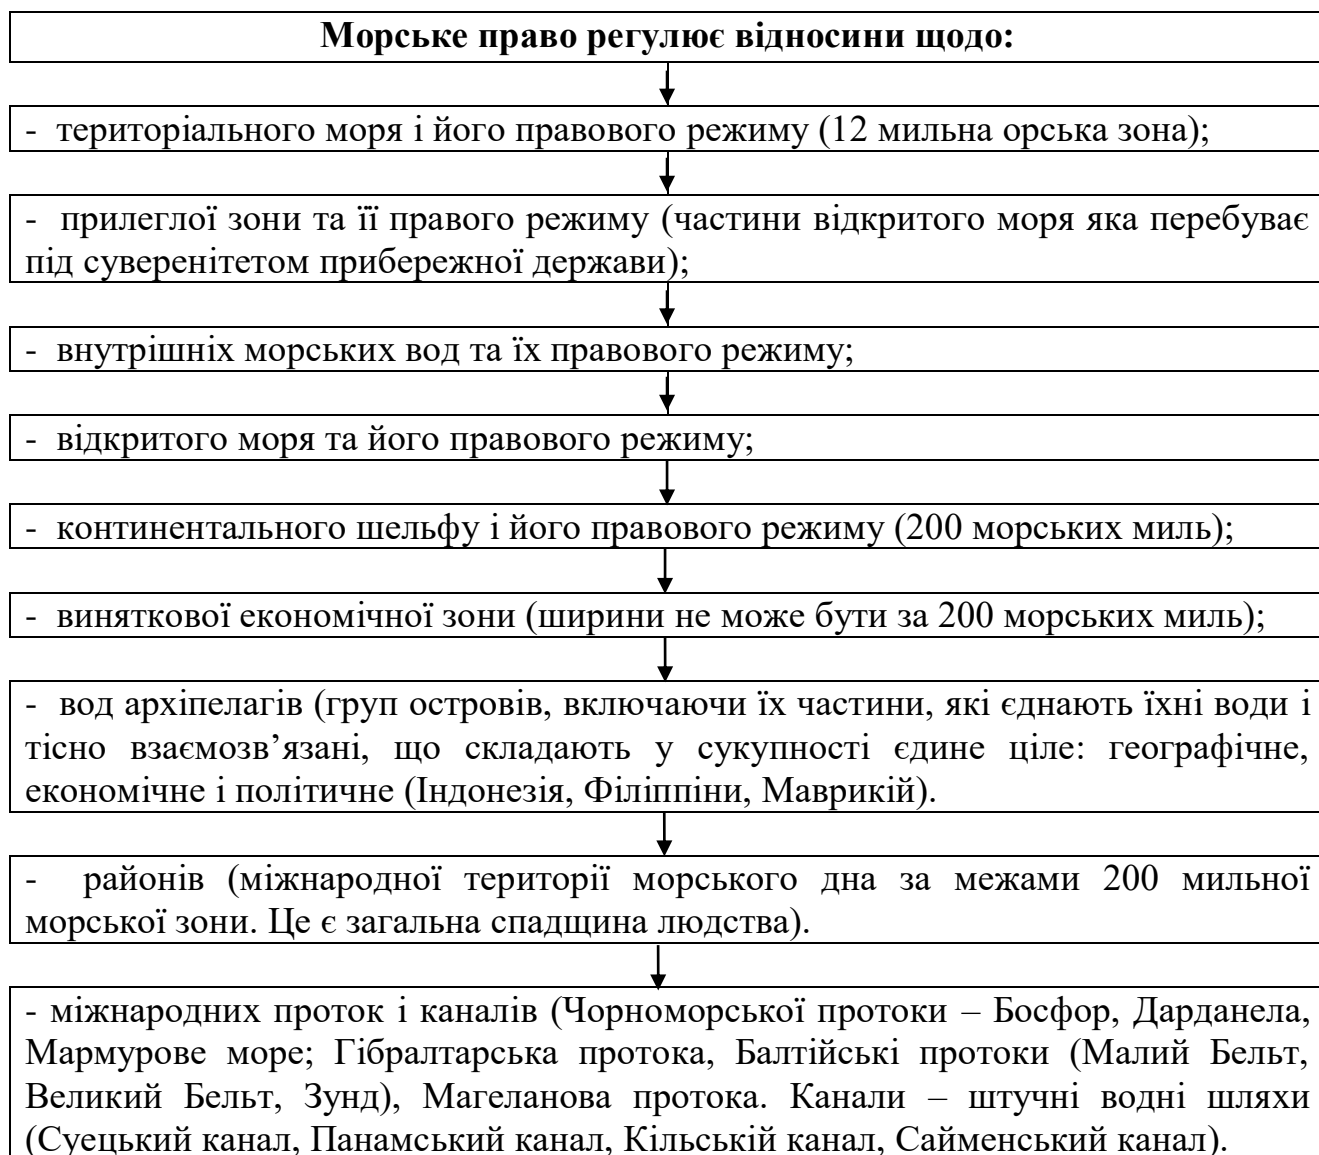 Морське право регулює відносини щодо:
- територіального моря і його правового режиму (12 мильна орська зона);
- прилеглої зони та її правого режиму (частини відкритого моря яка перебуває
під суверенітетом прибережної держави);
- внутрішніх морських вод та їх правового режиму;
- відкритого моря та його правового режиму;
- континентального шельфу і його правового режиму (200 морських миль);
- виняткової економічної зони (ширини не може бути за 200 морських миль);
- вод архіпелагів (груп островів, включаючи їх частини, які єднають їхні води і
тісно взаємозв’язані, що складають у сукупності єдине ціле: географічне,
економічне і політичне (Індонезія, Філіппіни, Маврикій).
- районів (міжнародної території морського дна за межами 200 мильної
морської зони. Це є загальна спадщина людства).
- міжнародних проток і каналів (Чорноморської протоки – Босфор, Дарданела,
Мармурове море; Гібралтарська протока, Балтійські протоки (Малий Бельт,
Великий Бельт, Зунд), Магеланова протока. Канали – штучні водні шляхи
(Суецький канал, Панамський канал, Кільській канал, Сайменський канал).